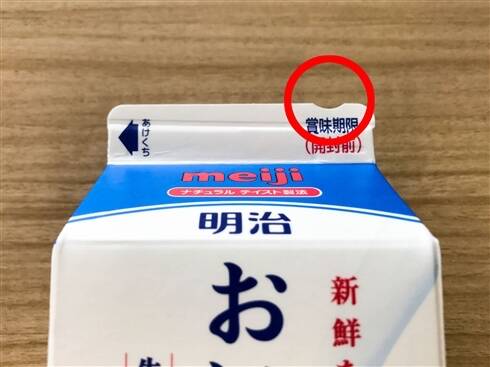 あけくち
賞味期限
(開封前)
meiji
ナチュラル テイスト製法
明治
お
新鮮